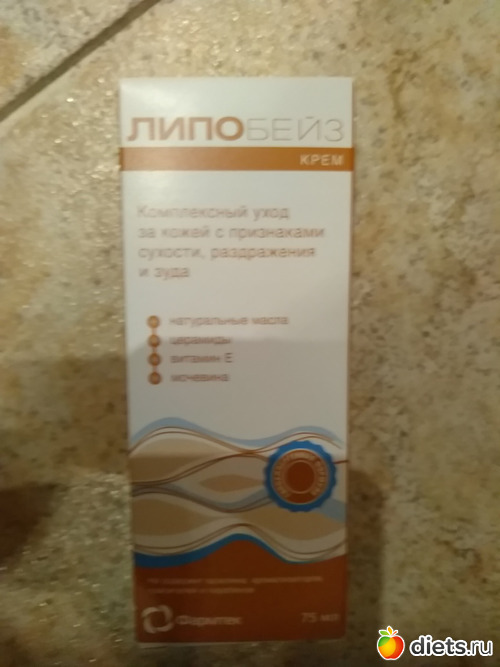 ЛИПОБЕЙЗ
КРЕМ
Комплексный уход
за кожей с признаками
сухости, раздражения
и зуда
натуральные масла
церамиды
витамин Е
мочевина
Фармтек
75 мл
diets.ru